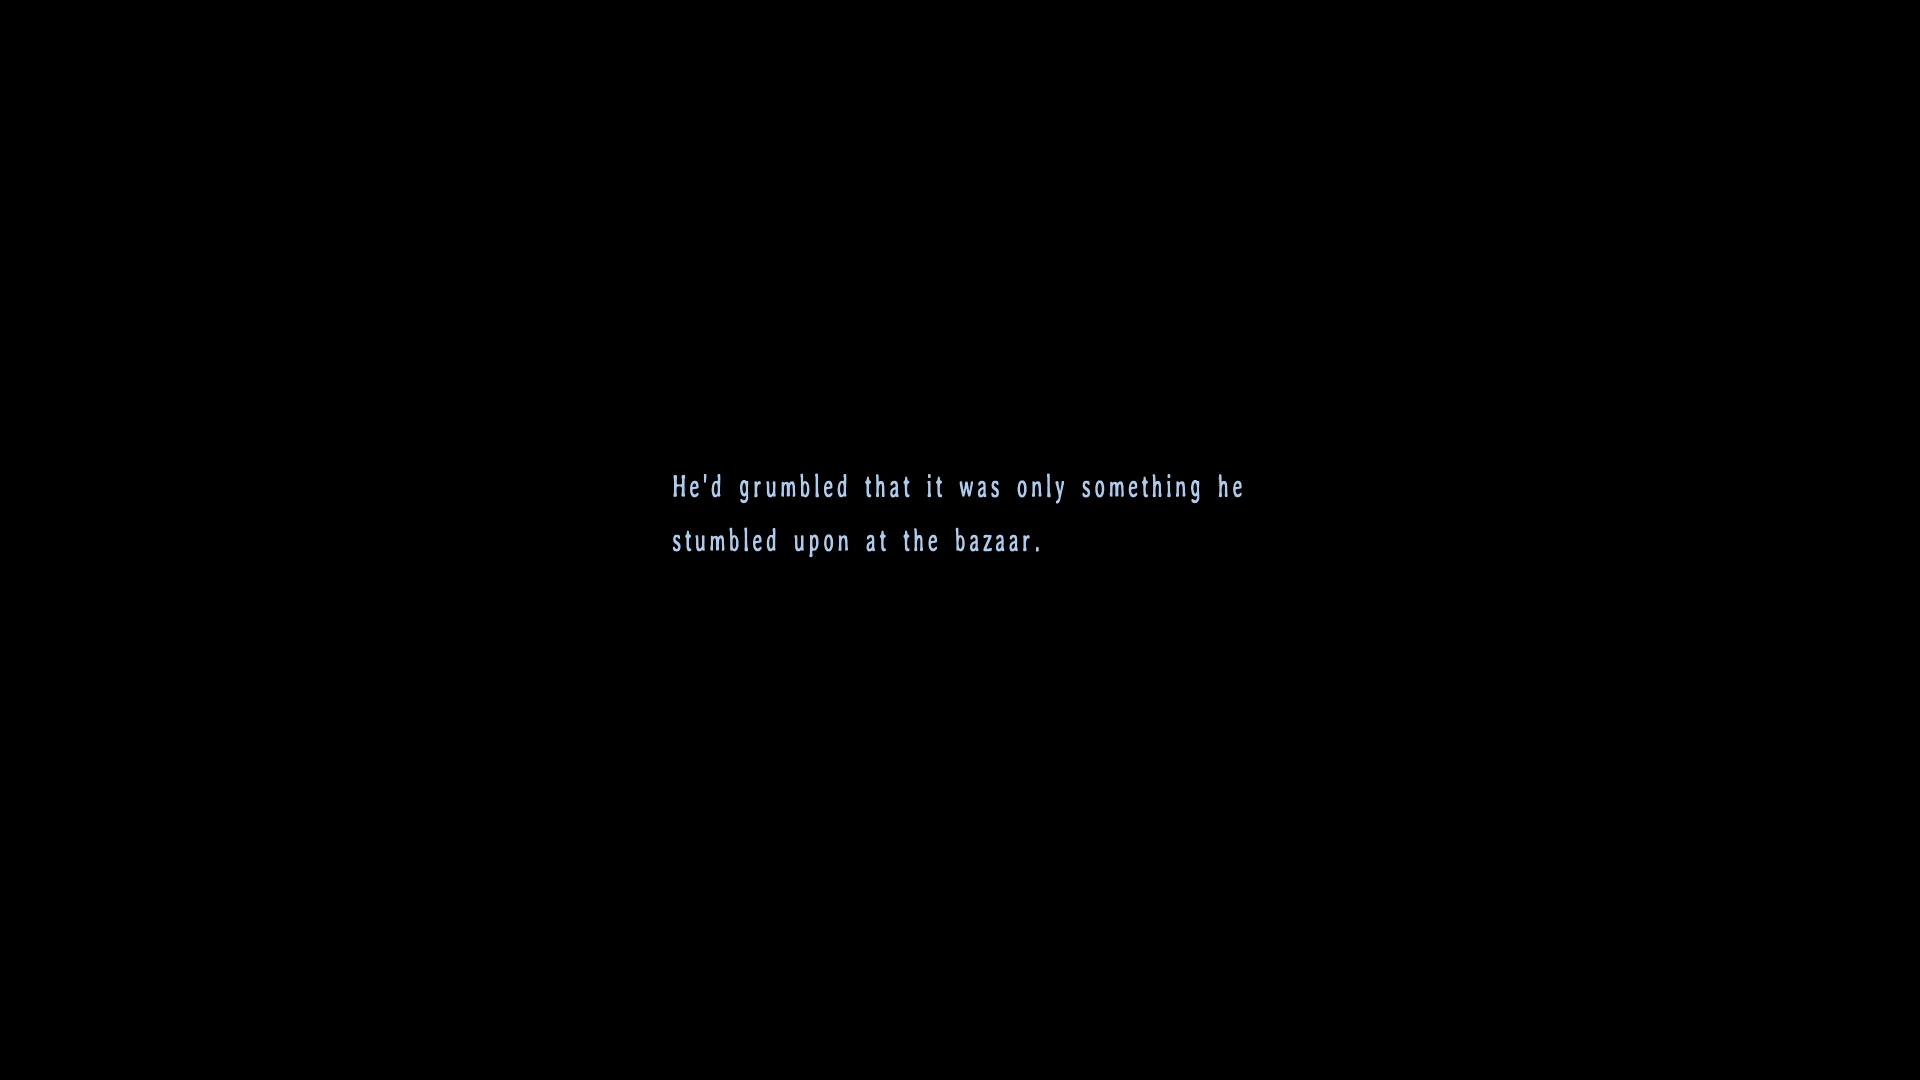 He'd grumbled that it was only something he
stumbled upon at the bazaar.